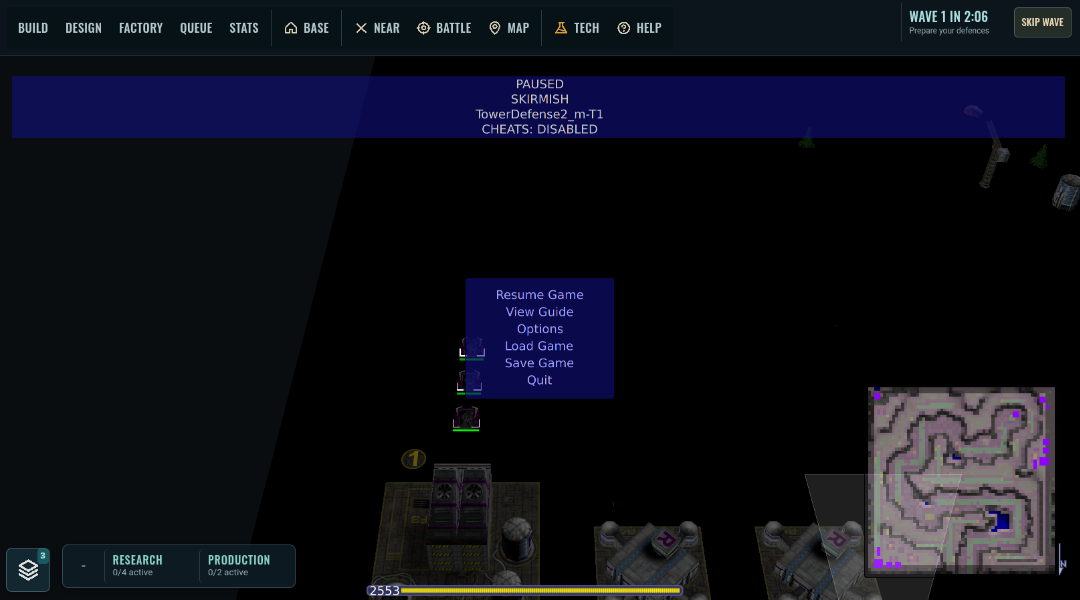 BUILD DESIGN FACTORY QUEUE STATS BASE NEAR BATTLE MAP TECH HELP
WAVE 1 IN 2:06
Prepare your defences
SKIP WAVE
PAUSED
SKIRMISH
TowerDefense2_m-T1
CHEATS: DISABLED
Resume Game
View Guide
Options
Load Game
Save Game
Quit
1
R
R
3
-
RESEARCH
0/4 active
PRODUCTION
0/2 active
2553
N